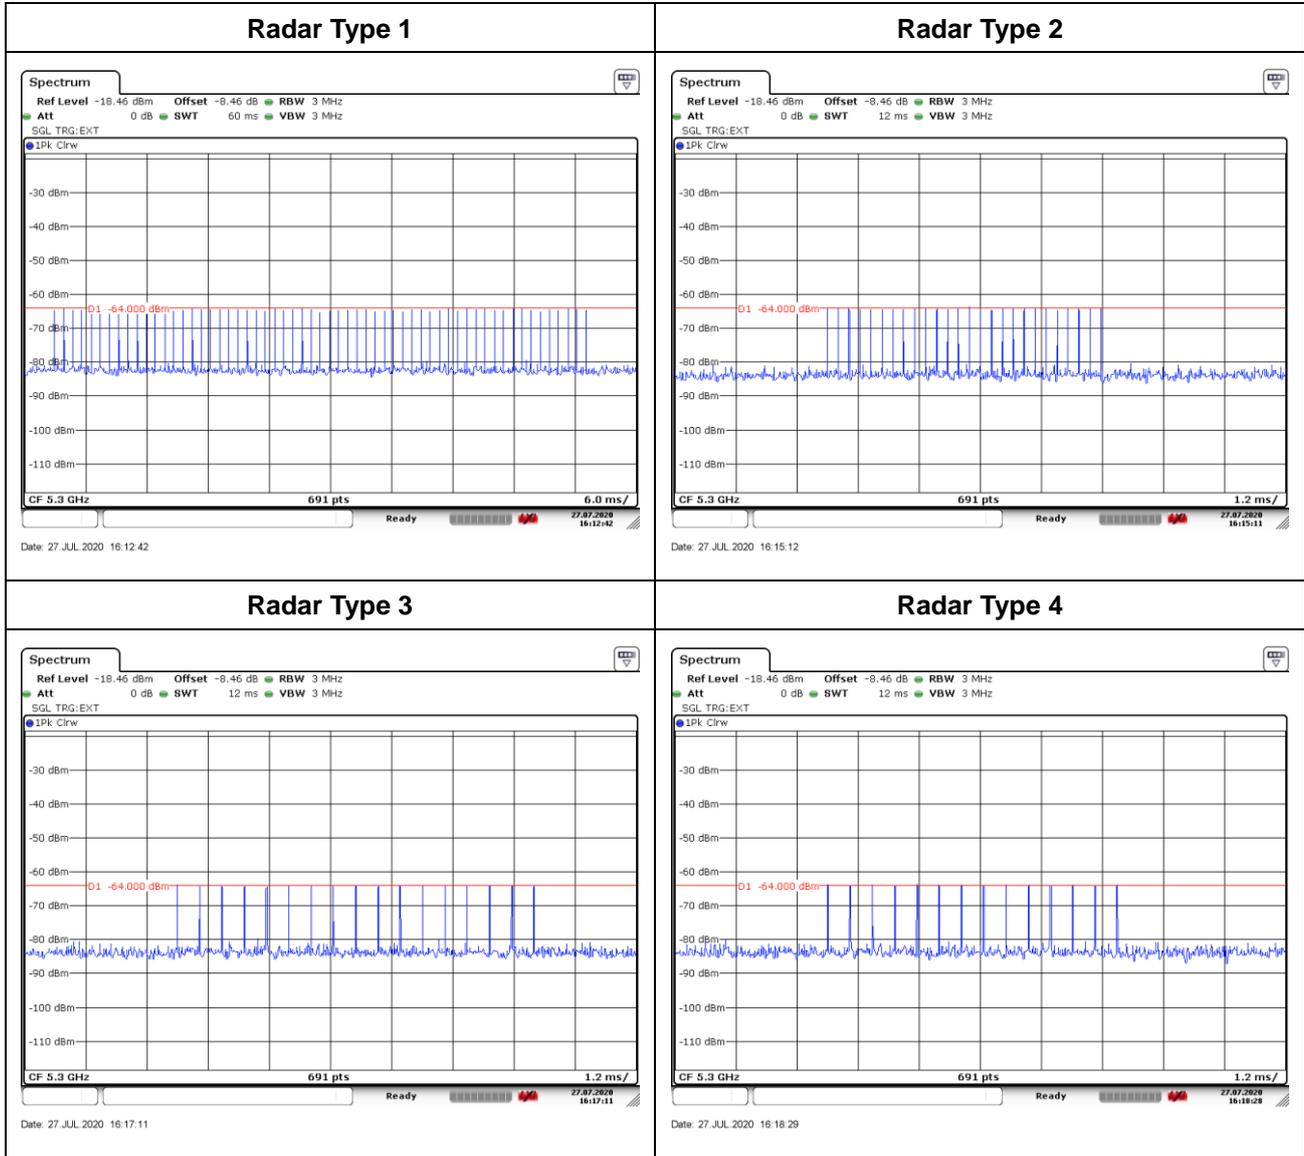 Radar Type 1
Radar Type 2
Spectrum
Ref Level -18.46 dBm Offset -8.46 dB RBW 3 MHz
Att 0 dB SWT 60 ms VBW 3 MHz
SGL TRG:EXT
1Pk Clrw
-30 dBm
-40 dBm
-50 dBm
-60 dBm
D1 -64.000 dBm
-70 dBm
-80 dBm
-90 dBm
-100 dBm
-110 dBm
CF 5.3 GHz 691 pts 6.0 ms/
Ready 27.07.2020
16:12:42
Date: 27.JUL.2020 16:12:42
Spectrum
Ref Level -18.46 dBm Offset -8.46 dB RBW 3 MHz
Att 0 dB SWT 12 ms VBW 3 MHz
SGL TRG:EXT
1Pk Clrw
-30 dBm
-40 dBm
-50 dBm
-60 dBm
D1 -64.000 dBm
-70 dBm
-80 dBm
-90 dBm
-100 dBm
-110 dBm
CF 5.3 GHz 691 pts 1.2 ms/
Ready 27.07.2020
16:15:11
Date: 27.JUL.2020 16:15:12
Radar Type 3
Radar Type 4
Spectrum
Ref Level -18.46 dBm Offset -8.46 dB RBW 3 MHz
Att 0 dB SWT 12 ms VBW 3 MHz
SGL TRG:EXT
1Pk Clrw
-30 dBm
-40 dBm
-50 dBm
-60 dBm
D1 -64.000 dBm
-70 dBm
-80 dBm
-90 dBm
-100 dBm
-110 dBm
CF 5.3 GHz 691 pts 1.2 ms/
Ready 27.07.2020
16:17:11
Date: 27.JUL.2020 16:17:11
Spectrum
Ref Level -18.46 dBm Offset -8.46 dB RBW 3 MHz
Att 0 dB SWT 12 ms VBW 3 MHz
SGL TRG:EXT
1Pk Clrw
-30 dBm
-40 dBm
-50 dBm
-60 dBm
D1 -64.000 dBm
-70 dBm
-80 dBm
-90 dBm
-100 dBm
-110 dBm
CF 5.3 GHz 691 pts 1.2 ms/
Ready 27.07.2020
16:18:28
Date: 27.JUL.2020 16:18:29